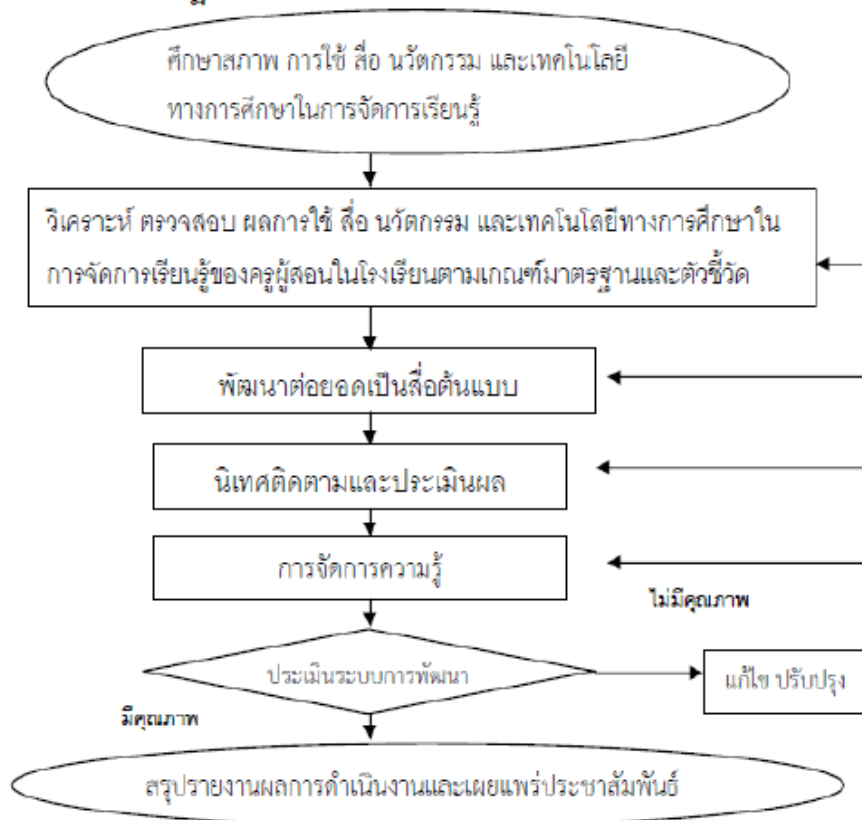 ศึกษาสภาพ การใช้ สื่อ นวัตกรรม และเทคโนโลยี
ทางการศึกษาในการจัดการเรียนรู้
วิเคราะห์ ตรวจสอบ ผลการใช้ สื่อ นวัตกรรม และเทคโนโลยีทางการศึกษาใน
การจัดการเรียนรู้ของครูผู้สอนในโรงเรียนตามเกณฑ์มาตรฐานและตัวชี้วัด
พัฒนาต่อยอดเป็นสื่อต้นแบบ
นิเทศติดตามและประเมินผล
การจัดการความรู้
ไม่มีคุณภาพ
ประเมินระบบการพัฒนา
แก้ไข ปรับปรุง
มีคุณภาพ
สรุปรายงานผลการดำเนินงานและเผยแพร่ประชาสัมพันธ์